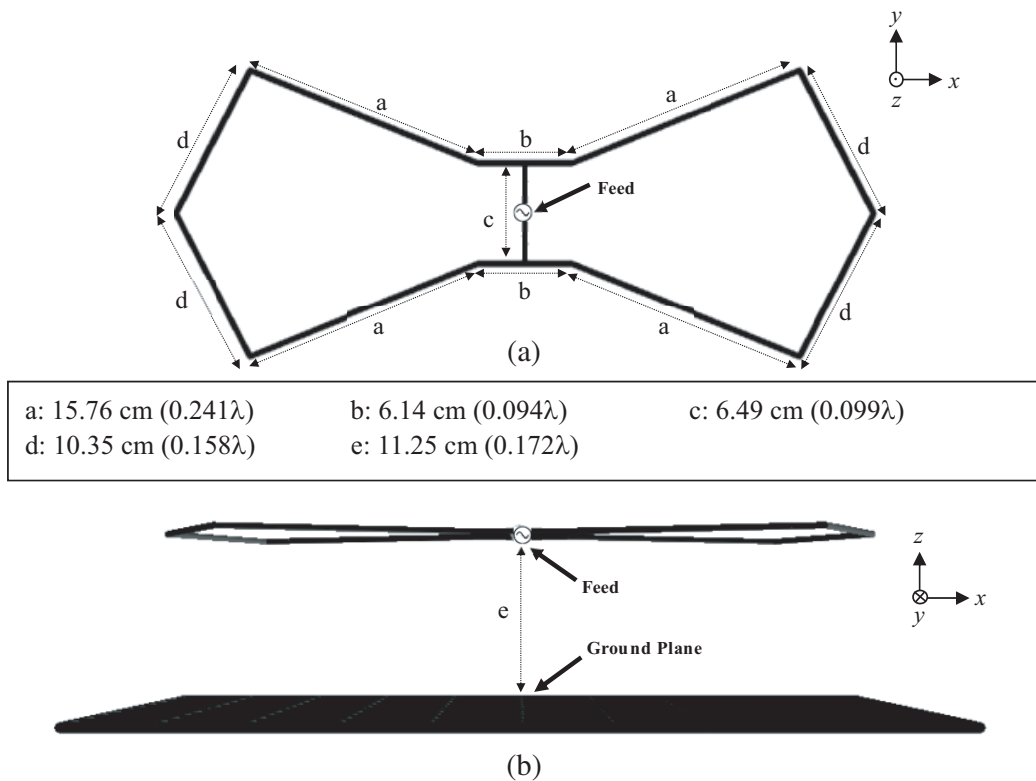 y
x
z
a
a
b
d
d
Feed
c
d
d
b
a
a
(a)
a: 15.76 cm (0.241λ) b: 6.14 cm (0.094λ) c: 6.49 cm (0.099λ)
d: 10.35 cm (0.158λ) e: 11.25 cm (0.172λ)
z
x
y
Feed
e
Ground Plane
(b)